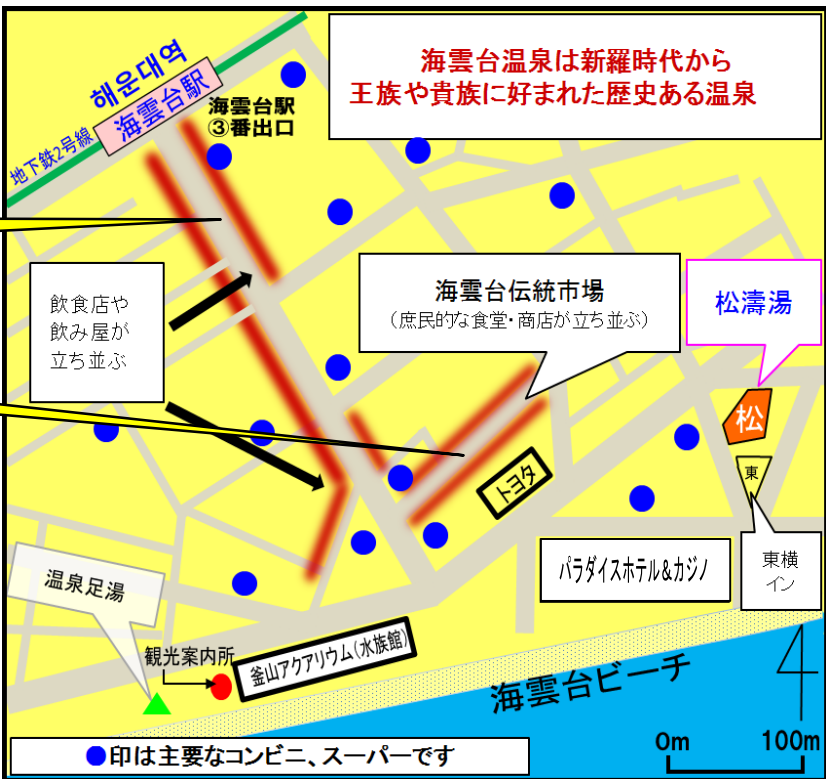 海雲台温泉は新羅時代から
王族や貴族に好まれた歴史ある温泉
해운대역
海雲台駅
地下鉄2号線
海雲台駅
③番出口
飲食店や
飲み屋が
立ち並ぶ
海雲台伝統市場
(庶民的な食堂・商店が立ち並ぶ)
松濤湯
松
東
トヨタ
東横
イン
パラダイスホテル&カジノ
温泉足湯
観光案内所
釜山アクアリウム(水族館)
海雲台ビーチ
4
●印は主要なコンビニ、スーパーです
0m
100m